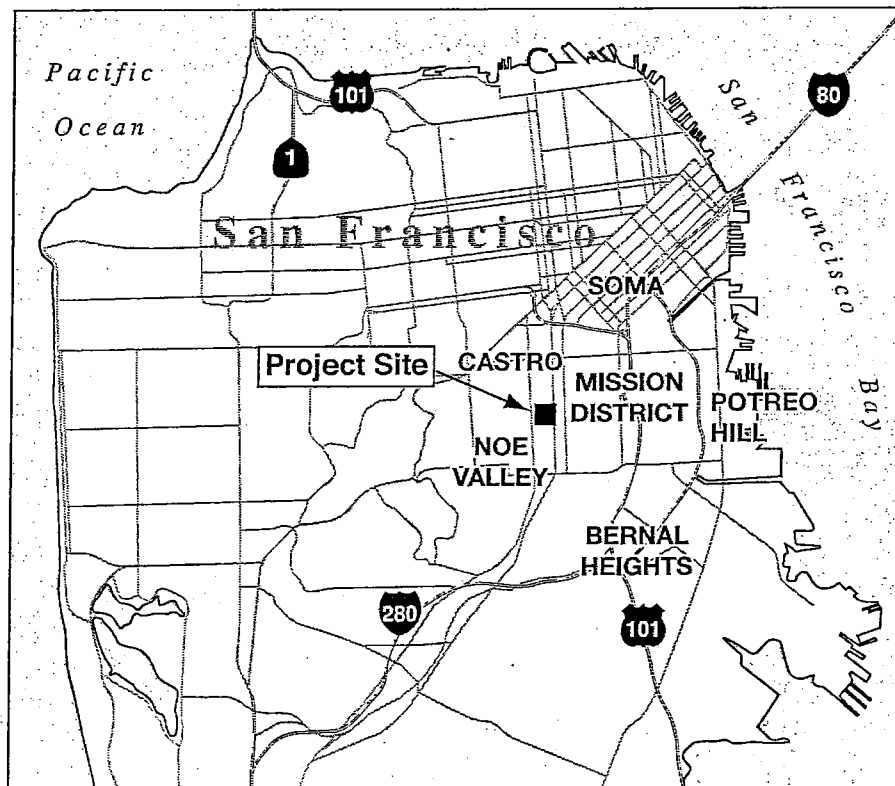 Pacific
Ocean
101
1
San
Francisco
Bay
80
San Francisco
SOMA
Project Site
CASTRO
MISSION
DISTRICT
POTREO
HILL
NOE
VALLEY
BERNAL
HEIGHTS
280
101